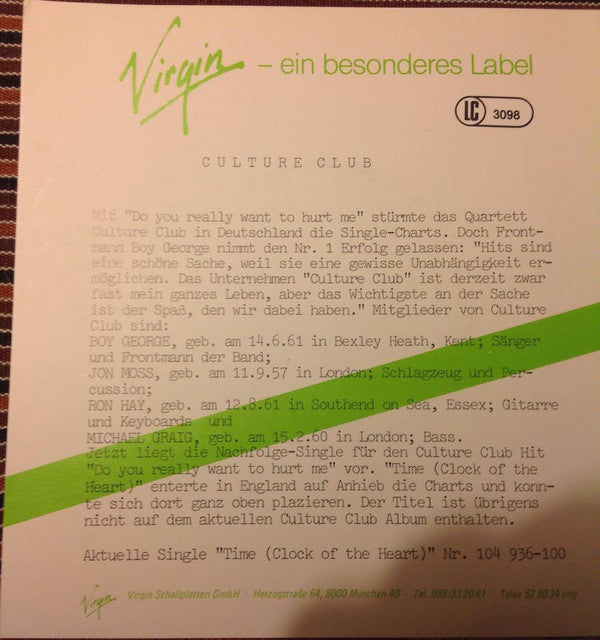 Virgin – ein besonderes Label
LC 3098
CULTURE CLUB
Mit "Do you really want to hurt me" stürmte das Quartett
Culture Club in Deutschland die Single-Charts. Doch Front-
mann Boy George nimmt den Nr. 1 Erfolg gelassen: "Hits sind
eine schöne Sache, weil sie eine gewisse Unabhängigkeit er-
möglichen. Das Unternehmen "Culture Club" ist derzeit zwar
fast mein ganzes Leben, aber das Wichtigste an der Sache
ist der Spaß, den wir dabei haben." Mitglieder von Culture
Club sind:
BOY GEORGE, geb. am 14.6.61 in Bexley Heath, Kent; Sänger
und Frontmann der Band;
JON MOSS, geb. am 11.9.57 in London; Schlagzeug und Per-
cussion;
RON HAY, geb. am 12.8.61 in Southend on Sea, Essex; Gitarre
und Keyboards und
MICHAEL GRAIG, geb. am 15.2.60 in London; Bass.
Jetzt liegt die Nachfolge-Single für den Culture Club Hit
"Do you really want to hurt me" vor. "Time (Clock of the
Heart)" enterte in England auf Anhieb die Charts und konn-
te sich dort ganz oben plazieren. Der Titel ist Übrigens
nicht auf dem aktuellen Culture Club Album enthalten.
Aktuelle Single "Time (Clock of the Heart)" Nr. 104 936-100
Virgin Virgin Schallplatten GmbH · Herzogstraße 64, 8000 München 40 · Tel. 089/33 20 61 · Telex 52 90 34 virg